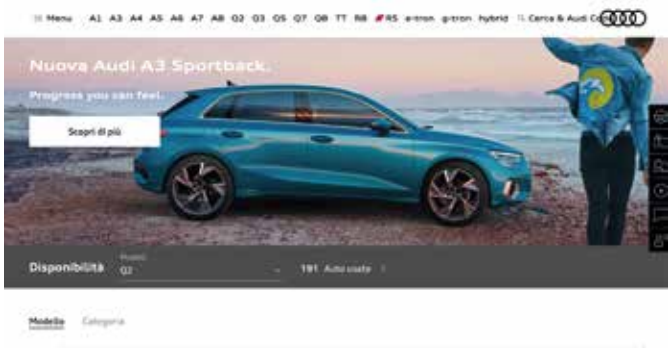 Menu A1 A3 A4 A5 A6 A7 A8 Q2 Q3 Q5 Q7 Q8 TT R8 RS e-tron g-tron hybrid Cerca & Audi
Nuova Audi A3 Sportback.
Progress you can feel.
Scopri di più
Disponibilità
Q2
191 Auto usate
Modello Categoria